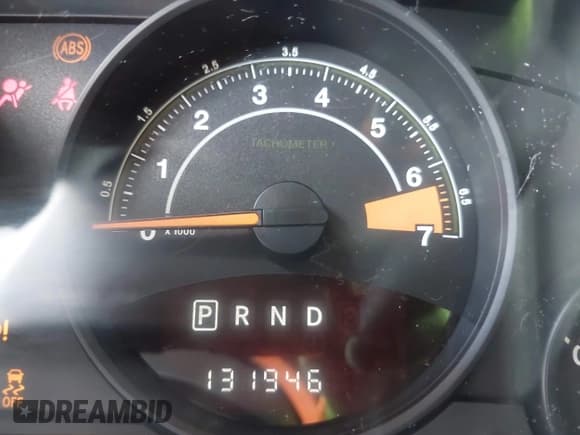 ABS
0.5 1.5 2.5 3.5 4.5 5.5 6.5
0 1 2 3 4 5 6 7
TACHOMETER
x 1000
P R N D
131946
!
OFF
DREAMBID